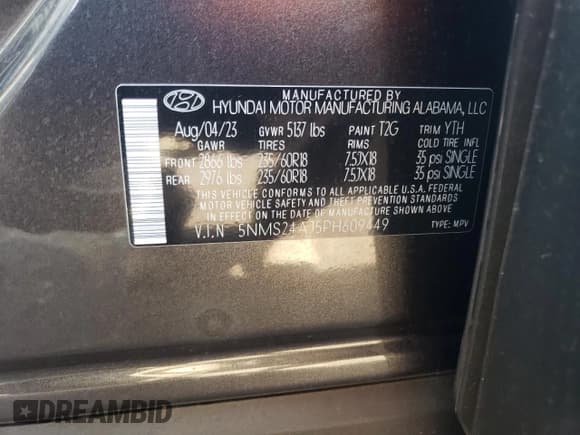 MANUFACTURED BY
HYUNDAI MOTOR MANUFACTURING ALABAMA, LLC
Aug/04/23 GVWR 5137 lbs PAINT T2G TRIM YTH
GAWR TIRES RIMS COLD TIRE INFL
FRONT 2866 lbs 235/60R18 7.5JX18 35 psi SINGLE
REAR 2976 lbs 235/60R18 7.5JX18 35 psi SINGLE
THIS VEHICLE CONFORMS TO ALL APPLICABLE U.S.A. FEDERAL
MOTOR VEHICLE SAFETY AND THEFT PREVENTION STANDARDS
IN EFFECT ON THE DATE OF MANUFACTURE SHOWN ABOVE.
V.I.N 5NMS24AJ5PH609449 TYPE: MPV
DREAMBID